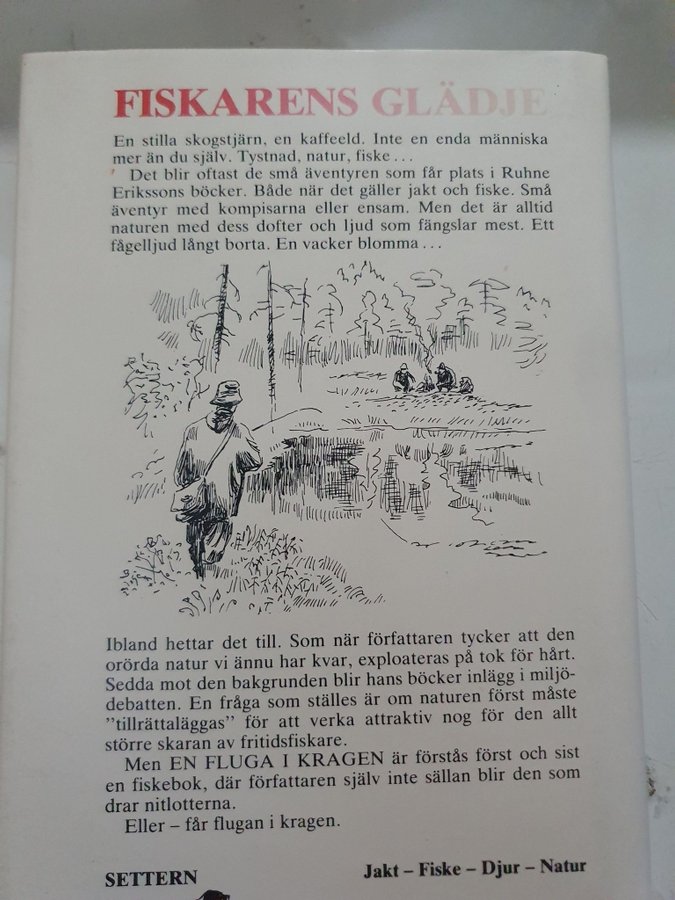 FISKARENS GLÄDJE
En stilla skogstjärn, en kaffeeld. Inte en enda människa
mer än du själv. Tystnad, natur, fiske...
Det blir oftast de små äventyren som får plats i Ruhne
Erikssons böcker. Både när det gäller jakt och fiske. Små
äventyr med kompisarna eller ensam. Men det är alltid
naturen med dess dofter och ljud som fängslar mest. Ett
fågelljud långt borta. En vacker blomma...
Ibland hettar det till. Som när författaren tycker att den
orörda natur vi ännu har kvar, exploateras på tok för hårt.
Sedda mot den bakgrunden blir hans böcker inlägg i miljö-
debatten. En fråga som ställes är om naturen först måste
"tillrättaläggas" för att verka attraktiv nog för den allt
större skaran av fritidsfiskare.
Men EN FLUGA I KRAGEN är förstås först och sist
en fiskebok, där författaren själv inte sällan blir den som
drar nitlotterna.
Eller – får flugan i kragen.
SETTERN
Jakt – Fiske – Djur – Natur